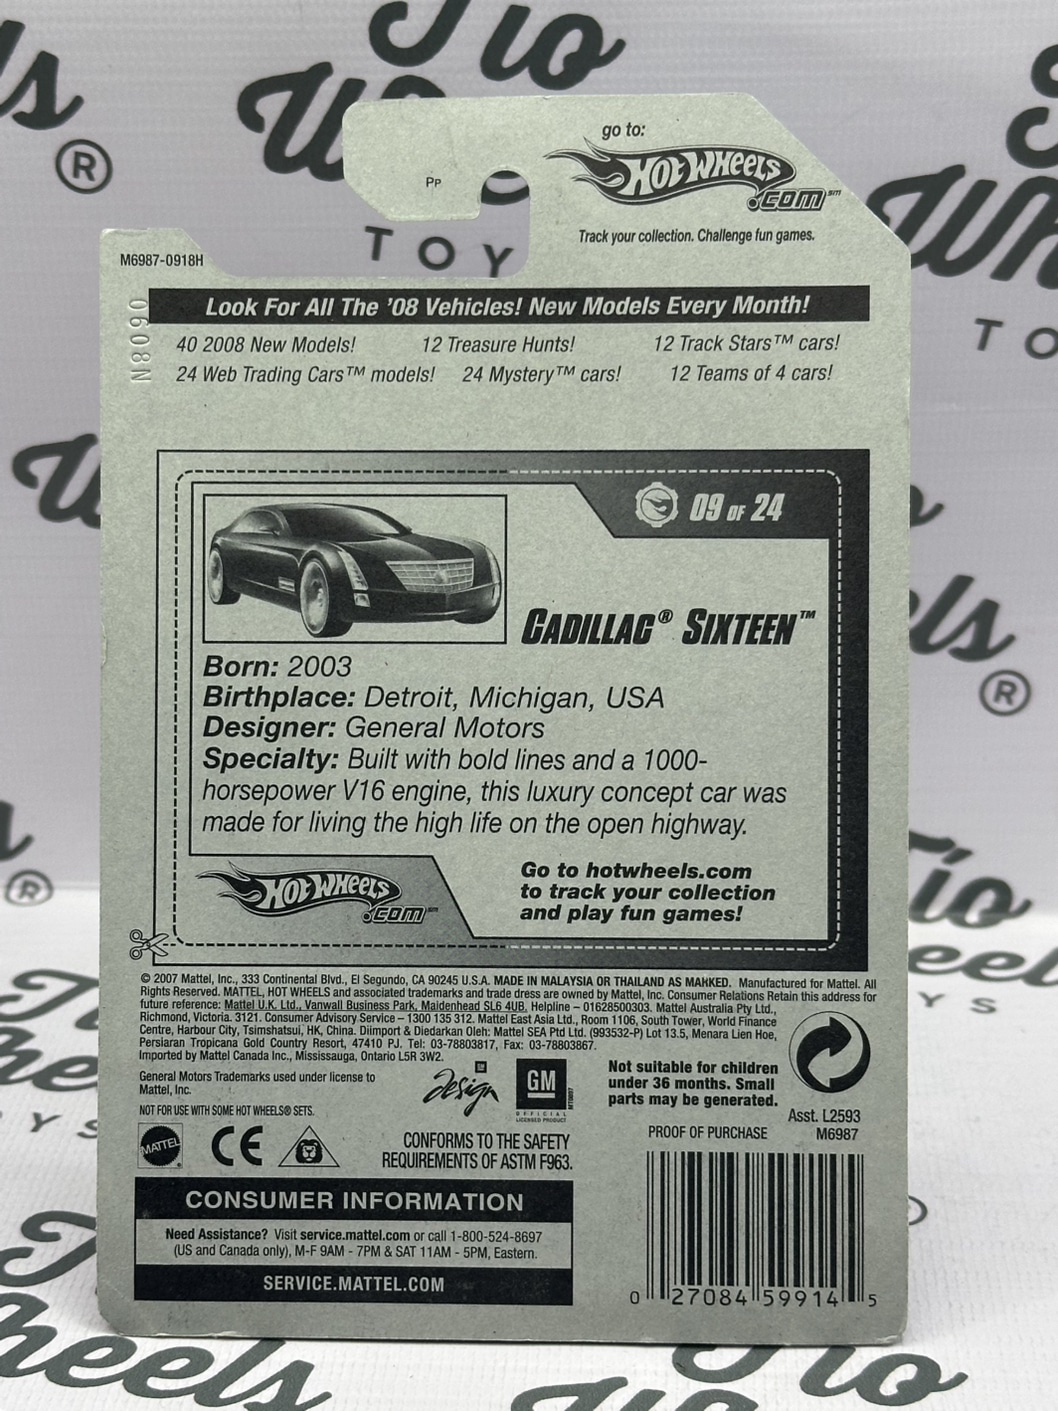 Tio
Wheels
®
TOYS
go to:
Hot Wheels
.com℠
Track your collection. Challenge fun games.
Pp
M6987-0918H
N8090
Look For All The '08 Vehicles! New Models Every Month!
40 2008 New Models! 12 Treasure Hunts! 12 Track Stars™ cars!
24 Web Trading Cars™ models! 24 Mystery™ cars! 12 Teams of 4 cars!
09 OF 24
CADILLAC® SIXTEEN™
Born: 2003
Birthplace: Detroit, Michigan, USA
Designer: General Motors
Specialty: Built with bold lines and a 1000-
horsepower V16 engine, this luxury concept car was
made for living the high life on the open highway.
Hot Wheels
.com
Go to hotwheels.com
to track your collection
and play fun games!
© 2007 Mattel, Inc., 333 Continental Blvd., El Segundo, CA 90245 U.S.A. MADE IN MALAYSIA OR THAILAND AS MARKED. Manufactured for Mattel. All
Rights Reserved. MATTEL, HOT WHEELS and associated trademarks and trade dress are owned by Mattel, Inc. Consumer Relations Retain this address for
future reference: Mattel U.K. Ltd., Vanwall Business Park, Maidenhead SL6 4UB. Helpline – 01628500303. Mattel Australia Pty Ltd.,
Richmond, Victoria. 3121. Consumer Advisory Service – 1300 135 312. Mattel East Asia Ltd., Room 1106, South Tower, World Finance
Centre, Harbour City, Tsimshatsui, HK, China. Diimport & Diedarkan Oleh: Mattel SEA Ptd Ltd. (993532-P) Lot 13.5, Menara Lien Hoe,
Persiaran Tropicana Gold Country Resort, 47410 PJ. Tel: 03-78803817, Fax: 03-78803867.
Imported by Mattel Canada Inc., Mississauga, Ontario L5R 3W2.
General Motors Trademarks used under license to
Mattel, Inc.
GM
design
GM
OFFICIAL
LICENSED PRODUCT
Not suitable for children
under 36 months. Small
parts may be generated.
NOT FOR USE WITH SOME HOT WHEELS® SETS.
Asst. L2593
PROOF OF PURCHASE M6987
MATTEL
CE
CONFORMS TO THE SAFETY
REQUIREMENTS OF ASTM F963.
CONSUMER INFORMATION
Need Assistance? Visit service.mattel.com or call 1-800-524-8697
(US and Canada only), M-F 9AM - 7PM & SAT 11AM - 5PM, Eastern.
SERVICE.MATTEL.COM
0 27084 59914 5